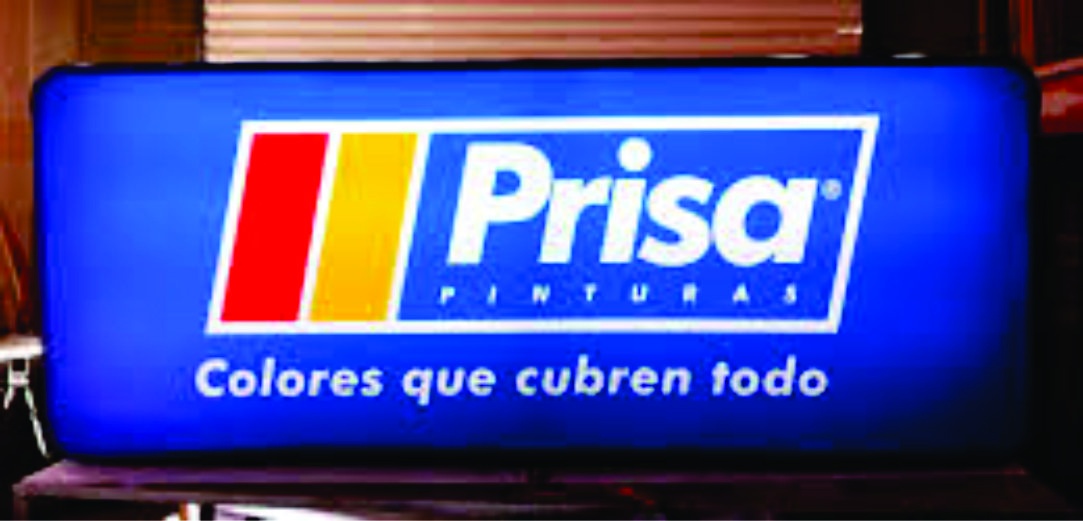 Prisa®
PINTURAS
Colores que cubren todo